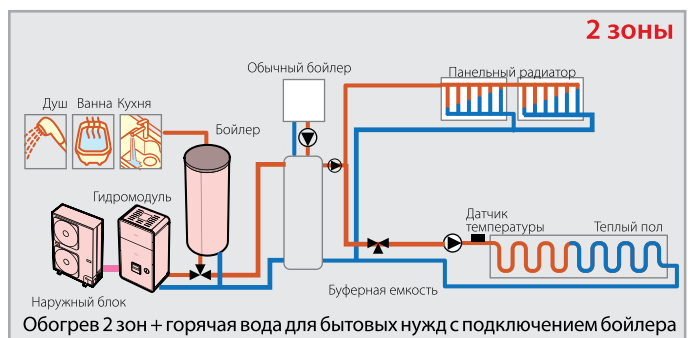 2 зоны
Обычный бойлер
Панельный радиатор
Душ
Ванна
Кухня
Бойлер
Гидромодуль
Датчик
температуры
Теплый пол
Наружный блок
Буферная емкость
Обогрев 2 зон + горячая вода для бытовых нужд с подключением бойлера